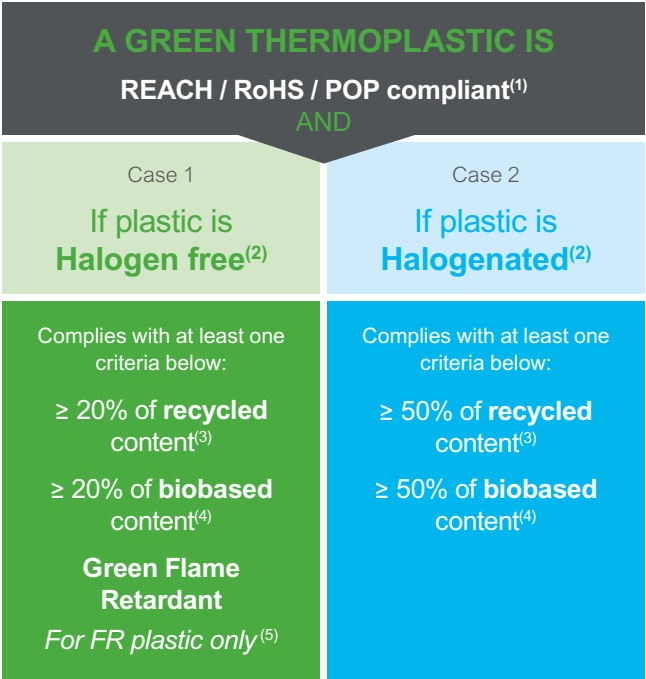 A GREEN THERMOPLASTIC IS
REACH / RoHS / POP compliant(1)
AND
Case 1
If plastic is
Halogen free(2)
Complies with at least one
criteria below:
≥ 20% of recycled
content(3)
≥ 20% of biobased
content(4)
Green Flame
Retardant
For FR plastic only(5)
Case 2
If plastic is
Halogenated(2)
Complies with at least one
criteria below:
≥ 50% of recycled
content(3)
≥ 50% of biobased
content(4)